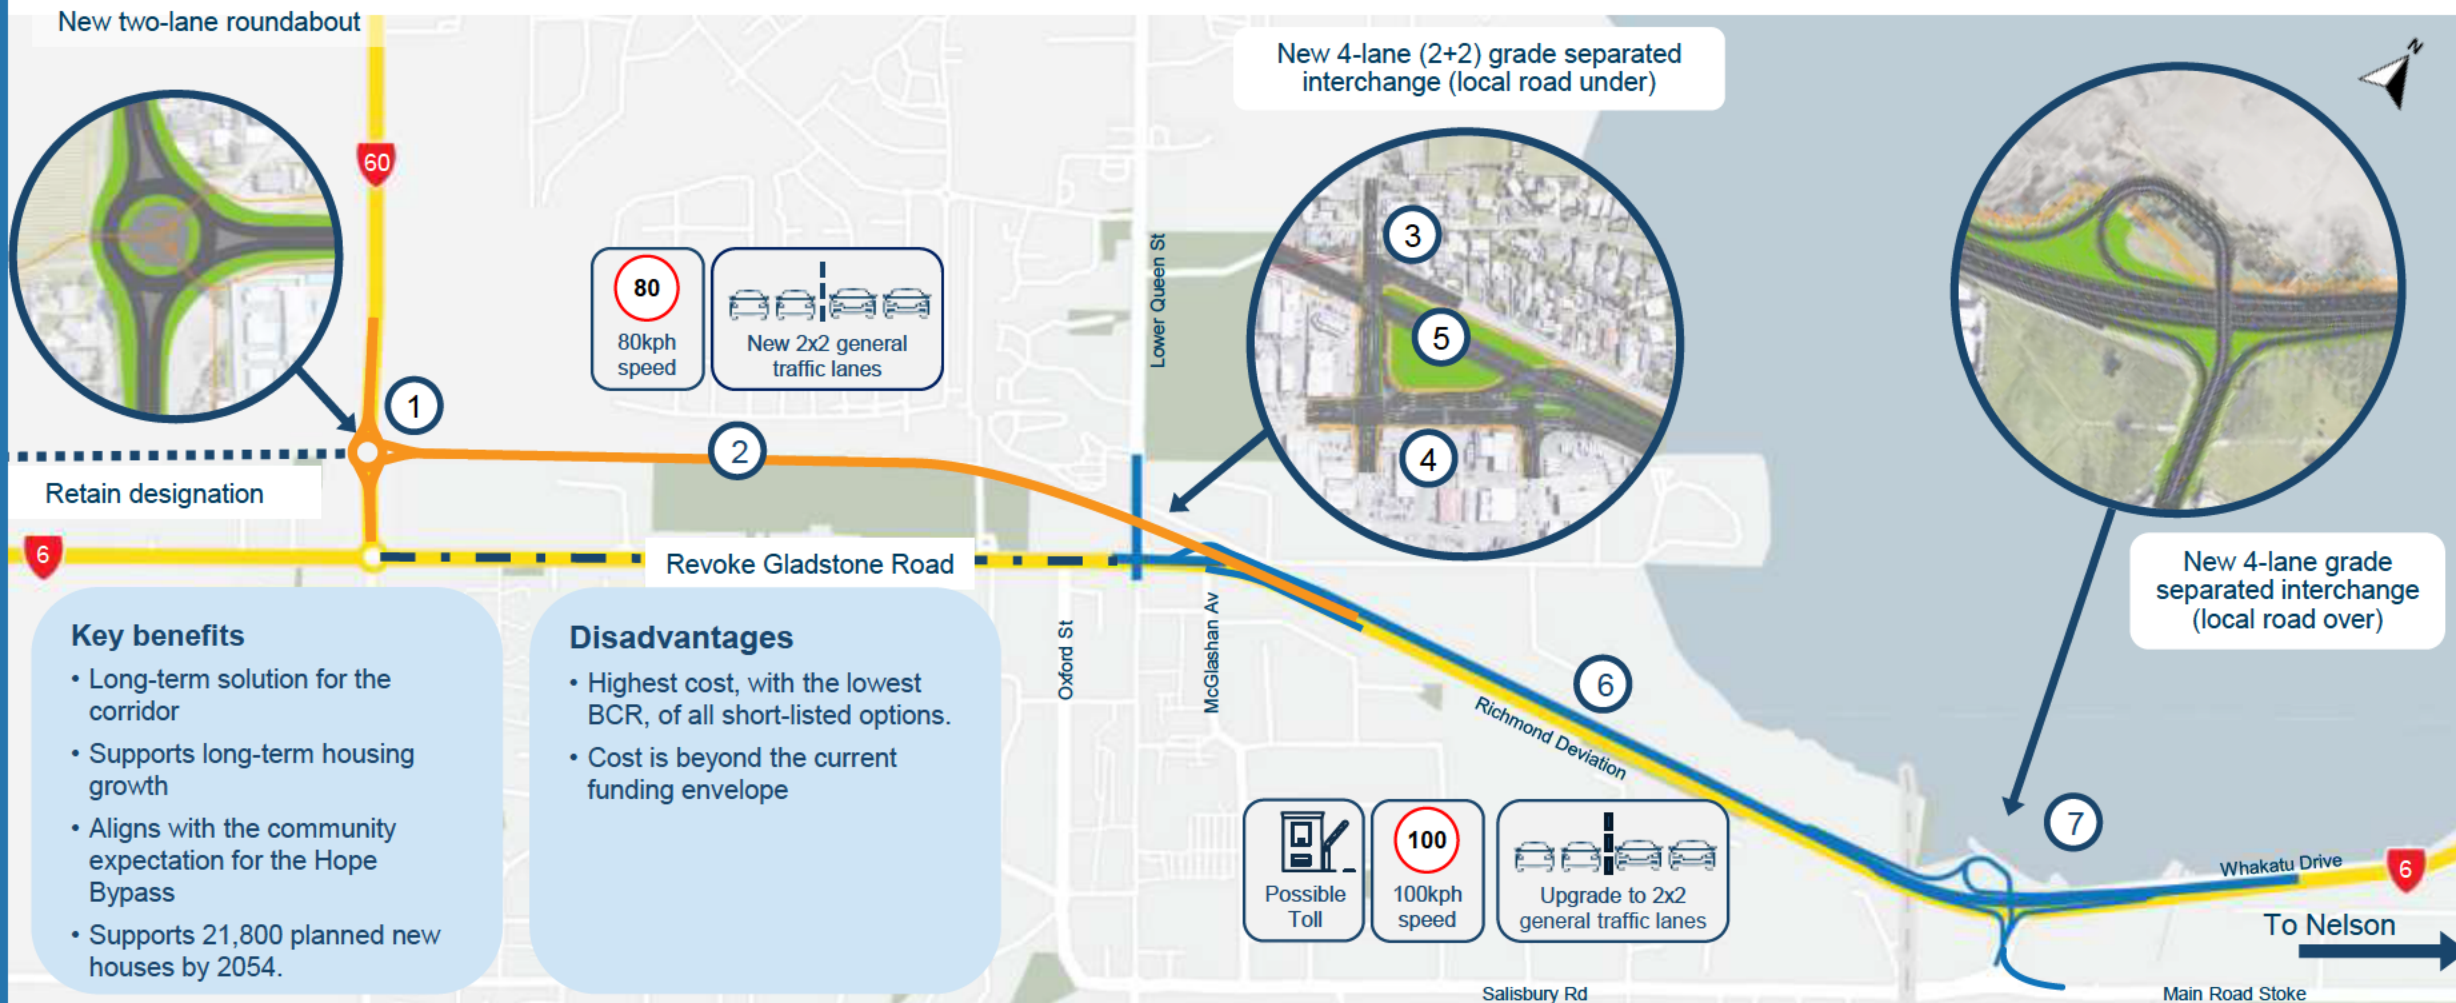 New two-lane roundabout
60
1
80
80kph
speed
New 2x2 general
traffic lanes
2
Retain designation
6
Revoke Gladstone Road
Key benefits
• Long-term solution for the
corridor
• Supports long-term housing
growth
• Aligns with the community
expectation for the Hope
Bypass
• Supports 21,800 planned new
houses by 2054.
Disadvantages
• Highest cost, with the lowest
BCR, of all short-listed options.
• Cost is beyond the current
funding envelope
Oxford St
Lower Queen St
McGlashan Av
New 4-lane (2+2) grade separated
interchange (local road under)
3
5
4
6
Richmond Deviation
Possible
Toll
100
100kph
speed
Upgrade to 2x2
general traffic lanes
N
New 4-lane grade
separated interchange
(local road over)
7
Whakatu Drive
6
To Nelson
Salisbury Rd
Main Road Stoke